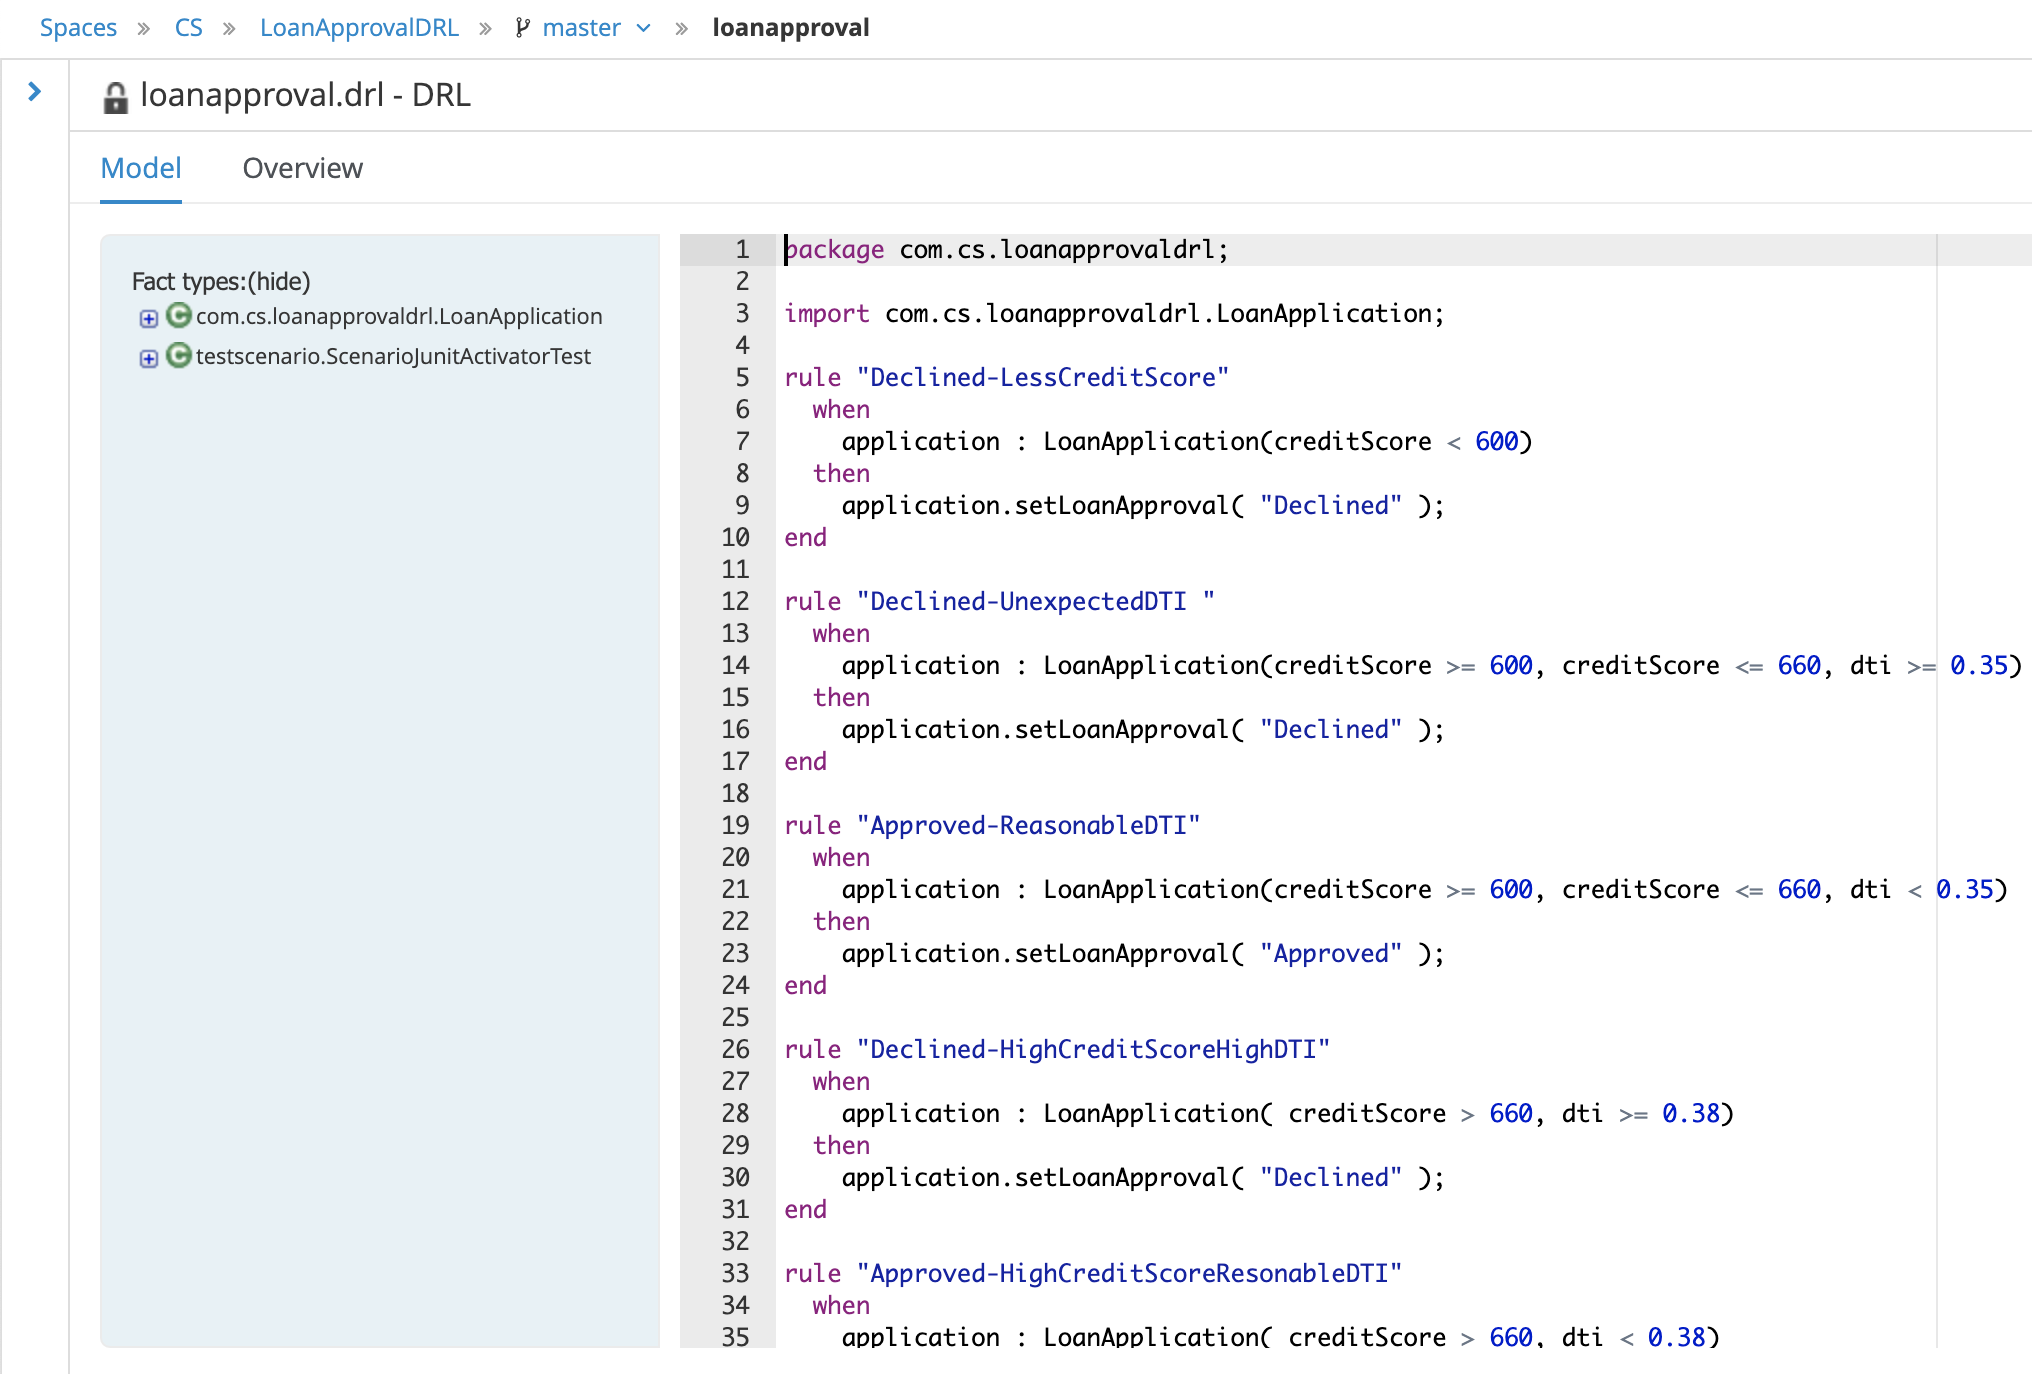 Spaces » CS » LoanApprovalDRL » master » loanapproval
loanapproval.drl - DRL
Model Overview
Fact types:(hide)
com.cs.loanapprovaldrl.LoanApplication
testscenario.ScenarioJunitActivatorTest
1 package com.cs.loanapprovaldrl;
2
3 import com.cs.loanapprovaldrl.LoanApplication;
4
5 rule "Declined-LessCreditScore"
6 when
7 application : LoanApplication(creditScore < 600)
8 then
9 application.setLoanApproval( "Declined" );
10 end
11
12 rule "Declined-UnexpectedDTI "
13 when
14 application : LoanApplication(creditScore >= 600, creditScore <= 660, dti >= 0.35)
15 then
16 application.setLoanApproval( "Declined" );
17 end
18
19 rule "Approved-ReasonableDTI"
20 when
21 application : LoanApplication(creditScore >= 600, creditScore <= 660, dti < 0.35)
22 then
23 application.setLoanApproval( "Approved" );
24 end
25
26 rule "Declined-HighCreditScoreHighDTI"
27 when
28 application : LoanApplication( creditScore > 660, dti >= 0.38)
29 then
30 application.setLoanApproval( "Declined" );
31 end
32
33 rule "Approved-HighCreditScoreResonableDTI"
34 when
35 application : LoanApplication( creditScore > 660, dti < 0.38)